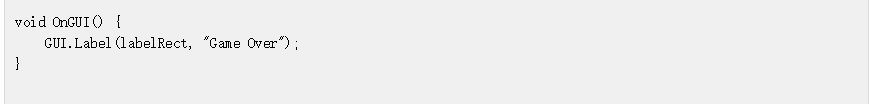 void OnGUI() {
    GUI.Label(labelRect, "Game Over");
}